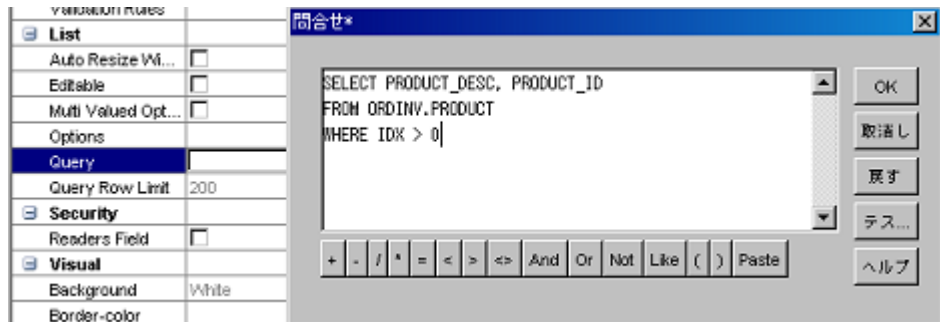 Validation Rules
List
Auto Resize Wi...
Editable
Multi Valued Opt...
Options
Query
Query Row Limit 200
Security
Readers Field
Visual
Background White
Border-color
問合せ*
SELECT PRODUCT_DESC, PRODUCT_ID
FROM ORDINV.PRODUCT
WHERE IDX > 0
OK
取消し
戻す
テス...
ヘルプ
+ - / * = < > <> And Or Not Like ( ) Paste